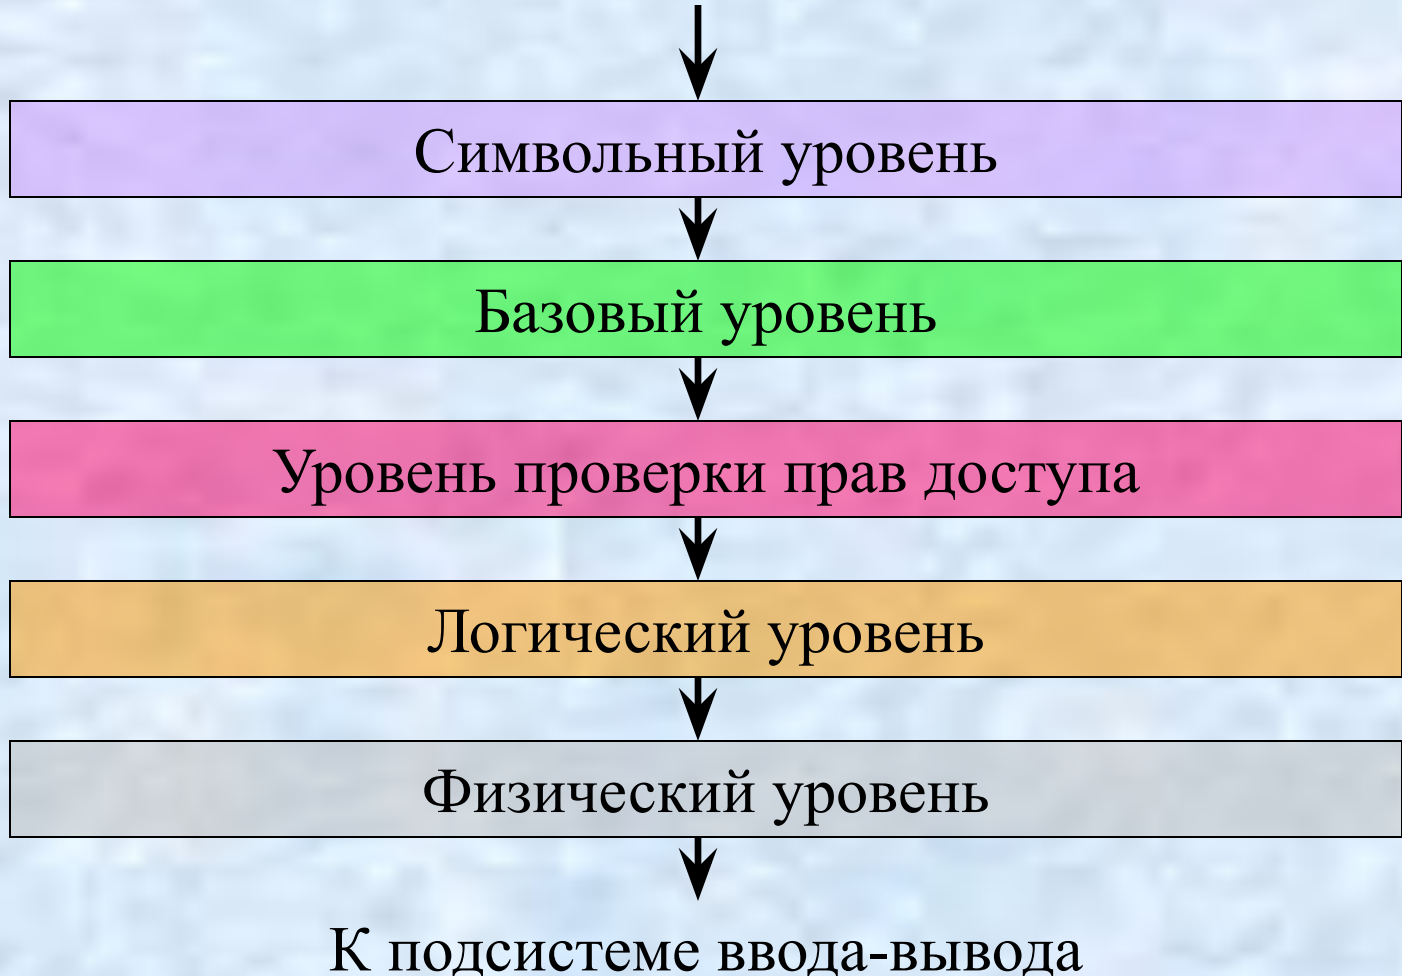 Символьный уровень
Базовый уровень
Уровень проверки прав доступа
Логический уровень
Физический уровень
К подсистеме ввода-вывода